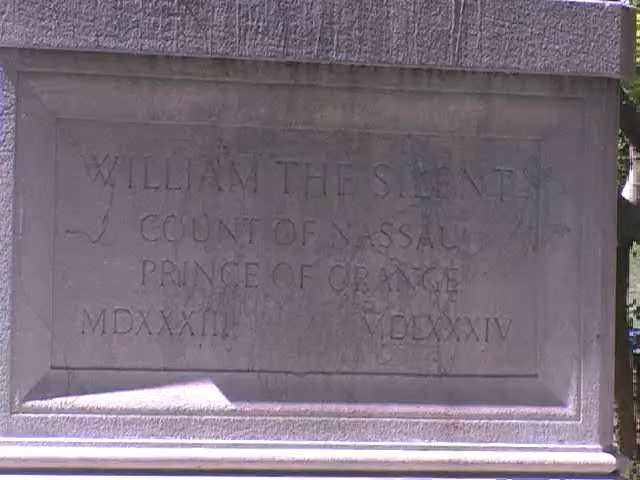 WILLIAM THE SILENT
COUNT OF NASSAU
PRINCE OF ORANGE
MDXXXIII MDLXXXIV